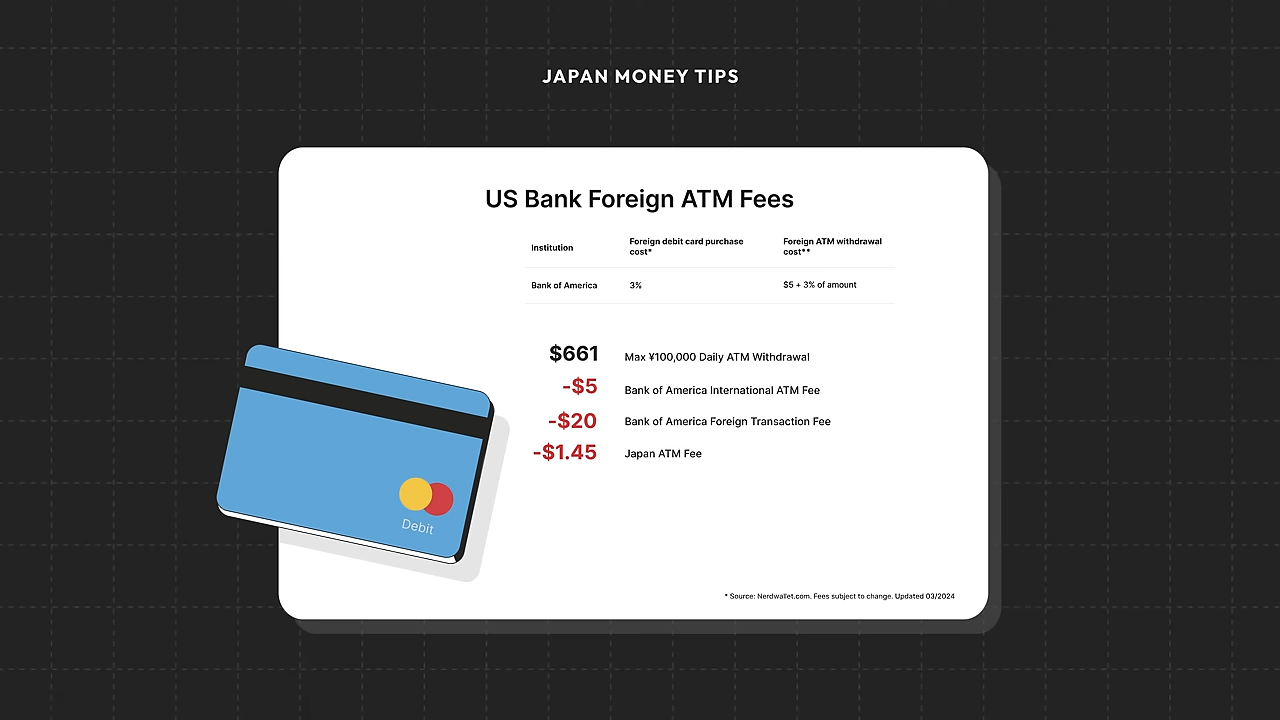 JAPAN MONEY TIPS
US Bank Foreign ATM Fees
Institution
Foreign debit card purchase
cost*
Foreign ATM withdrawal
cost**
Bank of America
3%
$5 + 3% of amount
$661 Max ¥100,000 Daily ATM Withdrawal
-$5 Bank of America International ATM Fee
-$20 Bank of America Foreign Transaction Fee
-$1.45 Japan ATM Fee
Debit
* Source: Nerdwallet.com. Fees subject to change. Updated 03/2024